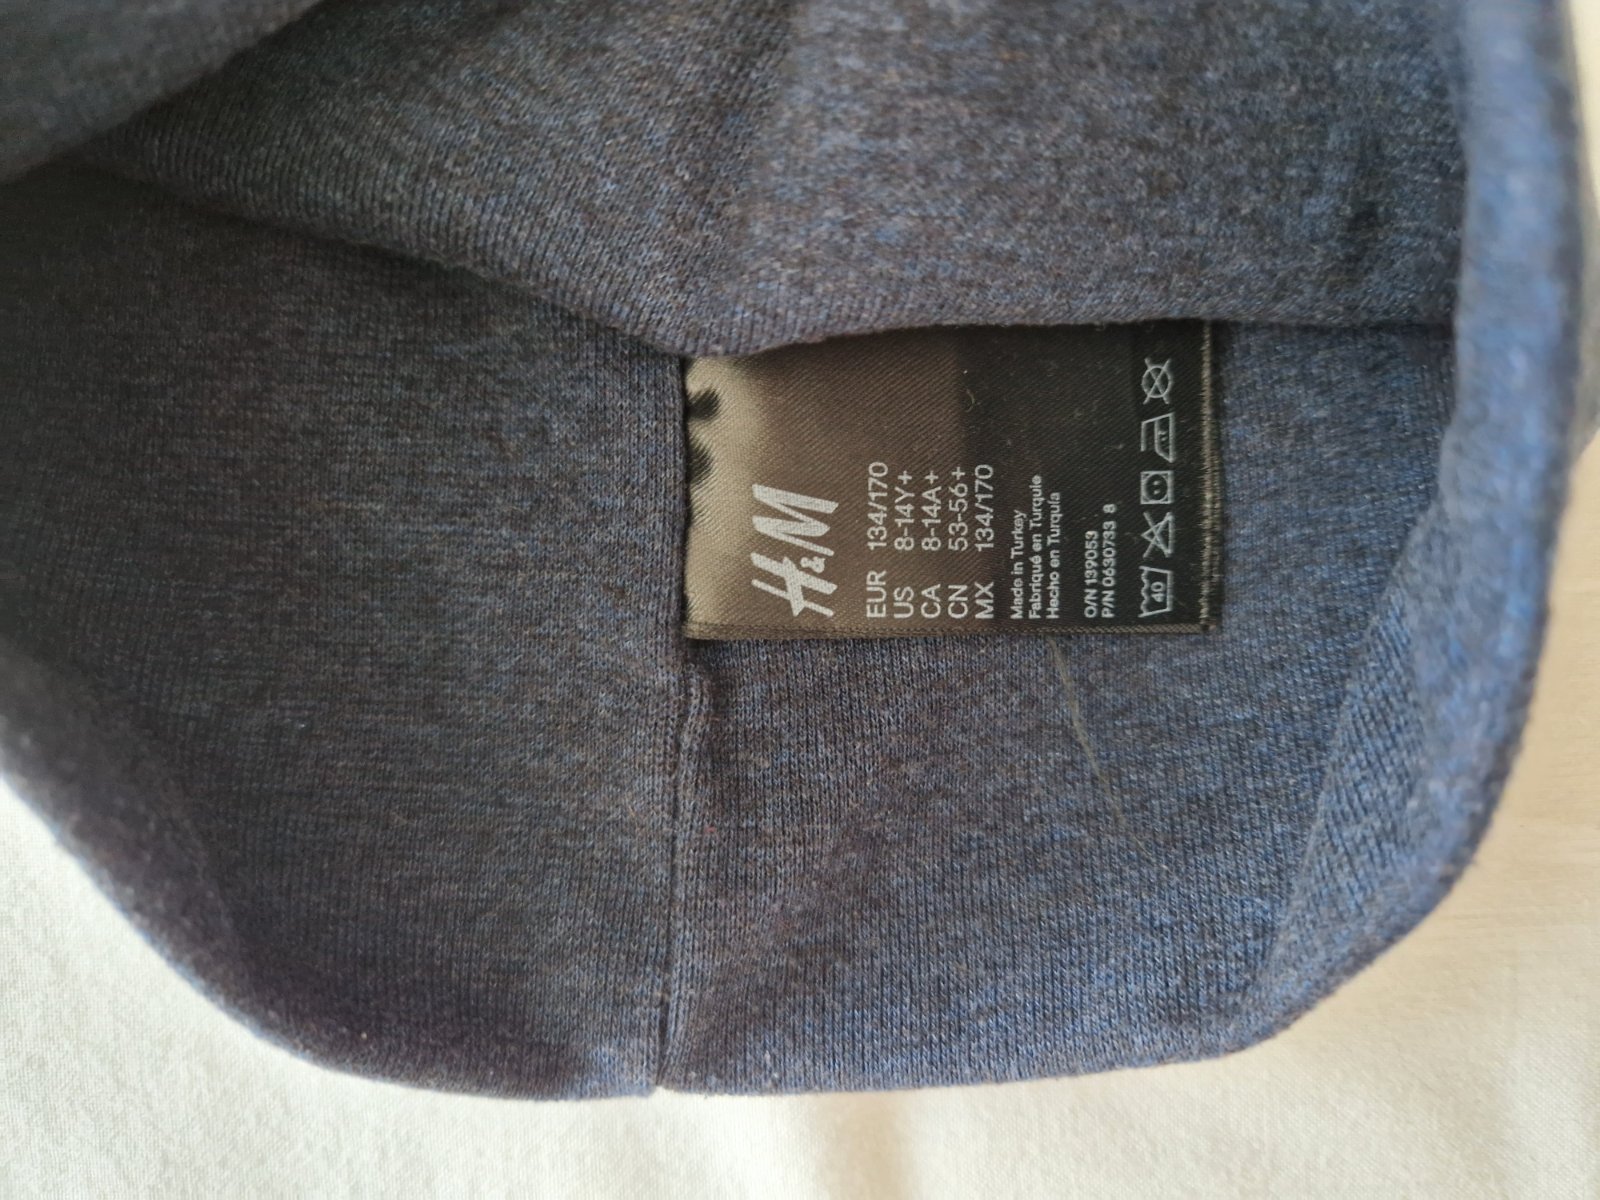 H&M
EUR 134/170
US 8-14Y+
CA 8-14A+
CN 53-56+
MX 134/170
Made in Turkey
Fabriqué en Turquie
Hecho en Turquía
O/N 139053
P/N 0630733 8
40